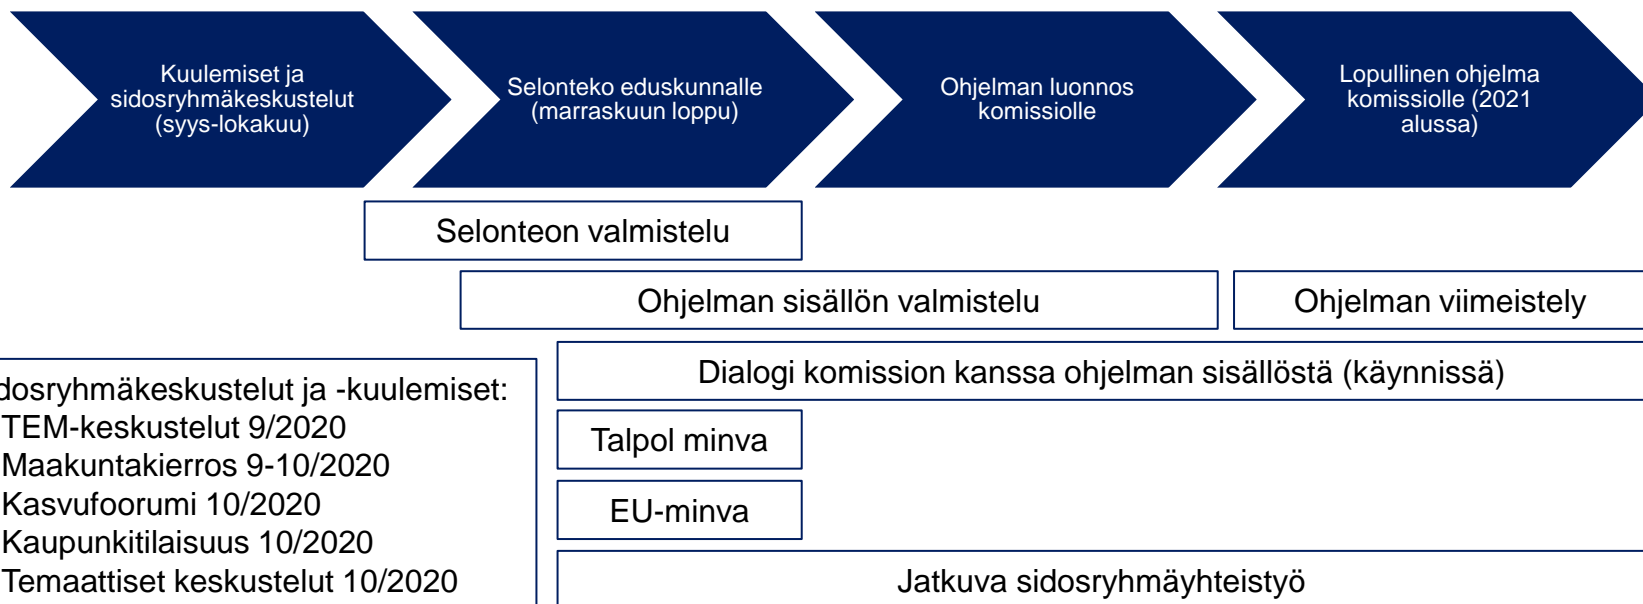 Kuulemiset ja
sidosryhmäkeskustelut
(syys-lokakuu)
Selonteko eduskunnalle
(marraskuun loppu)
Ohjelman luonnos
komissiolle
Lopullinen ohjelma
komissiolle (2021
alussa)
Selonteon valmistelu
Ohjelman sisällön valmistelu
Ohjelman viimeistely
Dialogi komission kanssa ohjelman sisällöstä (käynnissä)
dosryhmäkeskustelut ja -kuulemiset:
TEM-keskustelut 9/2020
Maakuntakierros 9-10/2020
Kasvufoorumi 10/2020
Kaupunkitilaisuus 10/2020
Temaattiset keskustelut 10/2020
Talpol minva
EU-minva
Jatkuva sidosryhmäyhteistyö